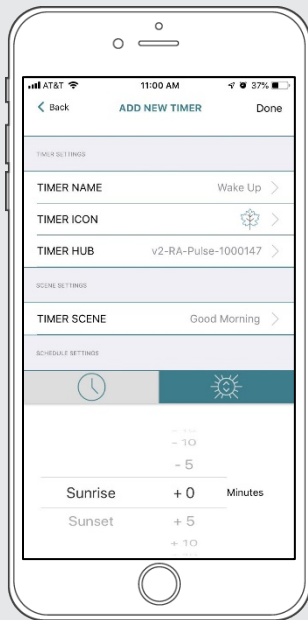 AT&T 11:00 AM 37%
Back ADD NEW TIMER Done
TIMER SETTINGS
TIMER NAME Wake Up
TIMER ICON
TIMER HUB v2-RA-Pulse-1000147
SCENE SETTINGS
TIMER SCENE Good Morning
SCHEDULE SETTINGS
- 10
- 5
Sunrise + 0 Minutes
Sunset + 5
+ 10